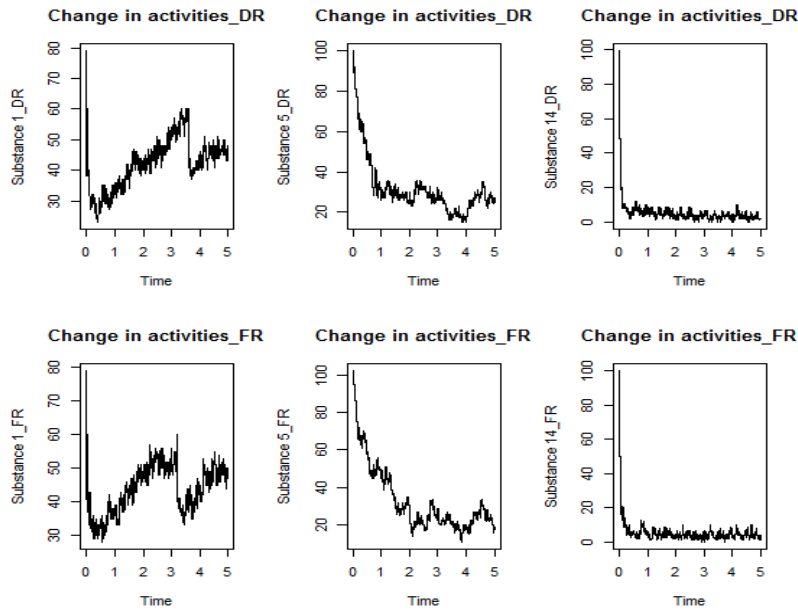 Change in activities_DR
Substance 1_DR
80
70
60
50
40
30
0 1 2 3 4 5
Time
Change in activities_DR
Substance 5_DR
100
80
60
40
20
0 1 2 3 4 5
Time
Change in activities_DR
Substance 14_DR
100
80
60
40
20
0
0 1 2 3 4 5
Time
Change in activities_FR
Substance 1_FR
80
70
60
50
40
30
0 1 2 3 4 5
Time
Change in activities_FR
Substance 5_FR
100
80
60
40
20
0 1 2 3 4 5
Time
Change in activities_FR
Substance 14_FR
100
80
60
40
20
0
0 1 2 3 4 5
Time